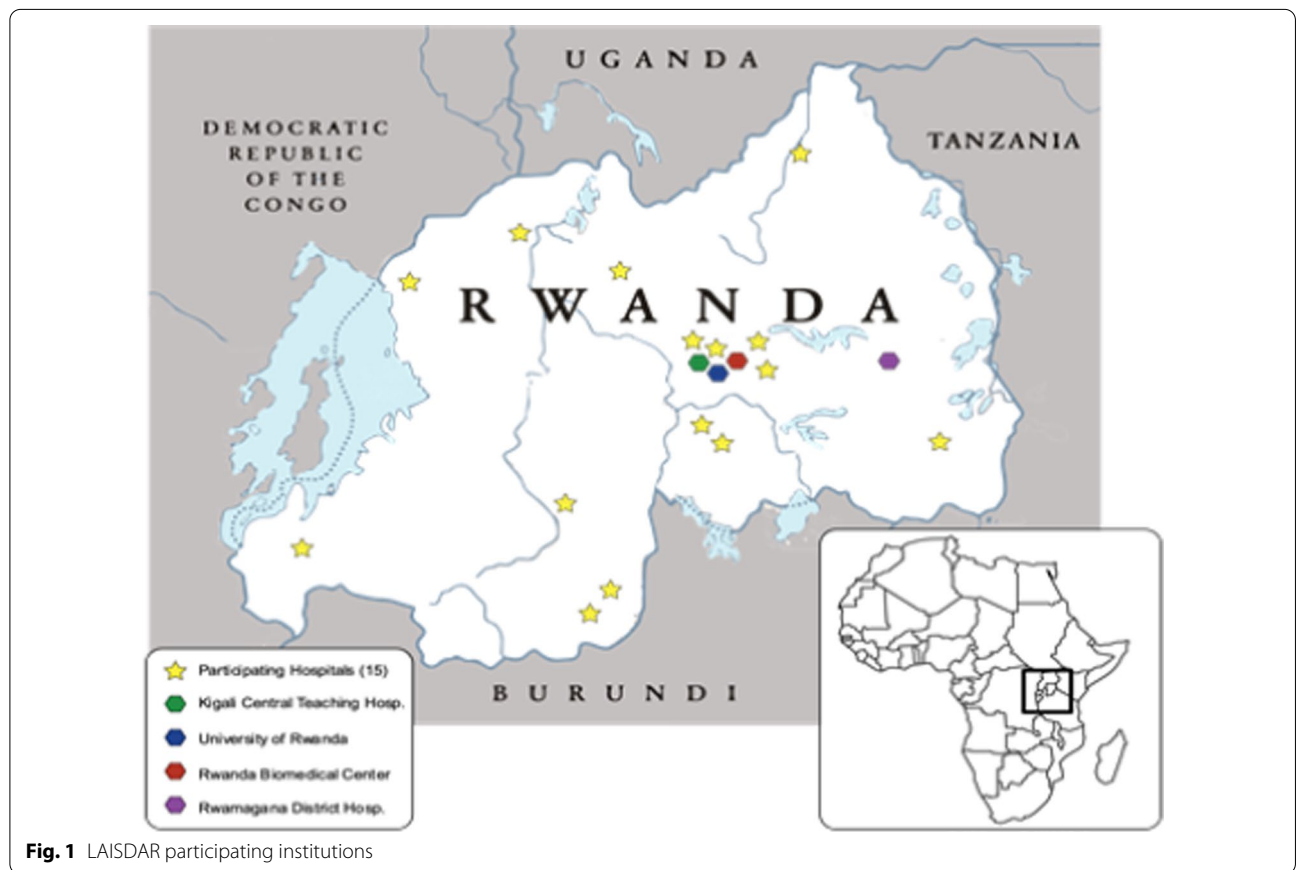 UGANDA
DEMOCRATIC
REPUBLIC
OF THE
CONGO
TANZANIA
RWANDA
BURUNDI
Participating Hospitals (15)
Kigali Central Teaching Hosp.
University of Rwanda
Rwanda Biomedical Center
Rwamagana District Hosp.
Fig. 1 LAISDAR participating institutions